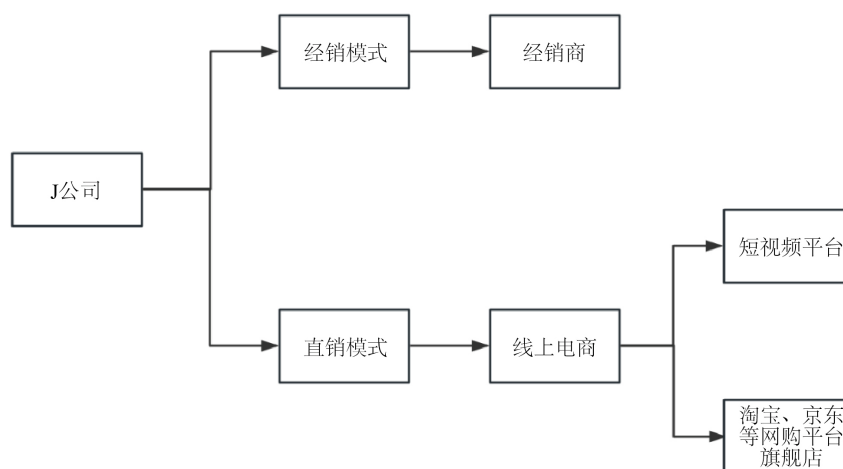 经销模式
经销商
J公司
短视频平台
直销模式
线上电商
淘宝、京东
等网购平台
旗舰店